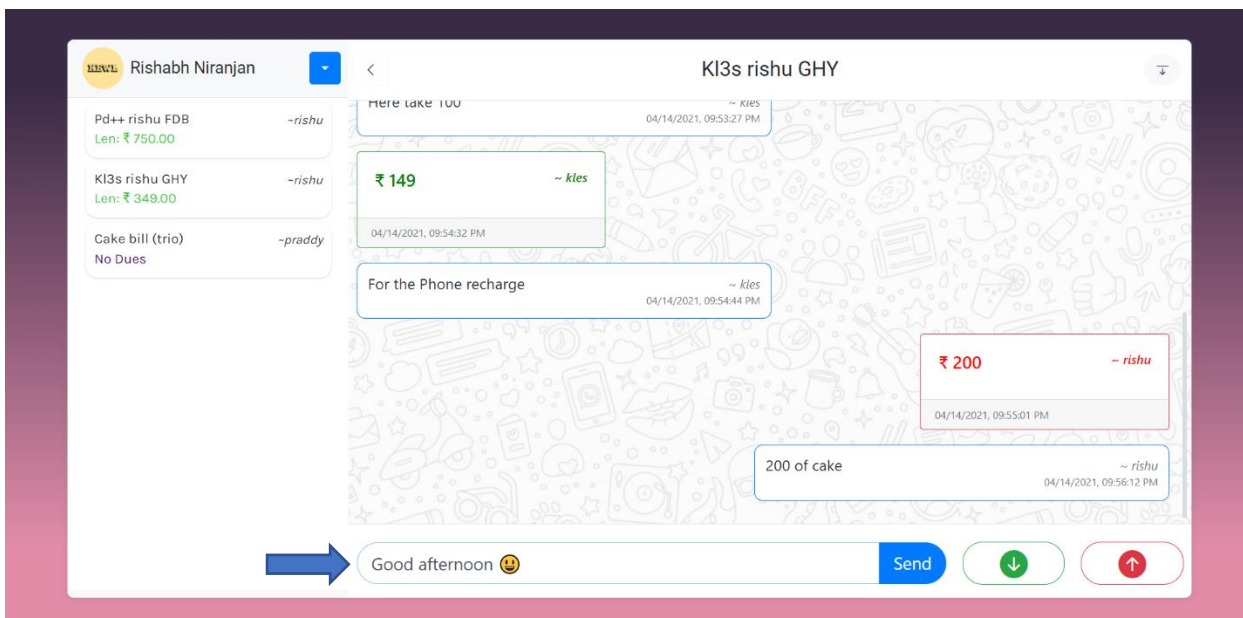 Rishabh Niranjan
Pd++ rishu FDB ~rishu
Len: ₹ 750.00
Kl3s rishu GHY ~rishu
Len: ₹ 349.00
Cake bill (trio) ~praddy
No Dues
Kl3s rishu GHY
Here take 100 ~ kles
04/14/2021, 09:53:27 PM
₹ 149 ~ kles
04/14/2021, 09:54:32 PM
For the Phone recharge ~ kles
04/14/2021, 09:54:44 PM
₹ 200 ~ rishu
04/14/2021, 09:55:01 PM
200 of cake ~ rishu
04/14/2021, 09:56:12 PM
Good afternoon 😃 Send